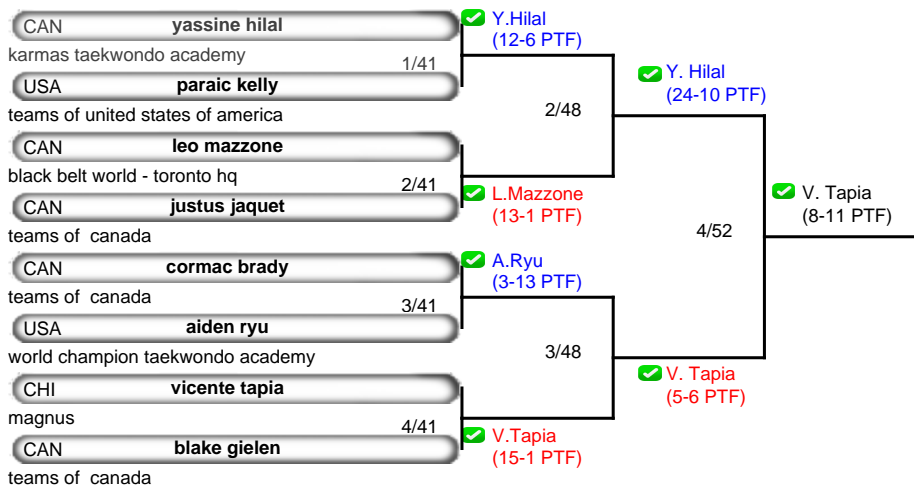 CAN yassine hilal
karmas taekwondo academy
1/41
USA paraic kelly
teams of united states of america
CAN leo mazzone
black belt world - toronto hq
2/41
CAN justus jaquet
teams of  canada
CAN cormac brady
teams of  canada
3/41
USA aiden ryu
world champion taekwondo academy
CHI vicente tapia
magnus
4/41
CAN blake gielen
teams of  canada
Y.Hilal
(12-6 PTF)
2/48
L.Mazzone
(13-1 PTF)
A.Ryu
(3-13 PTF)
3/48
V.Tapia
(15-1 PTF)
Y. Hilal
(24-10 PTF)
4/52
V. Tapia
(5-6 PTF)
V. Tapia
(8-11 PTF)